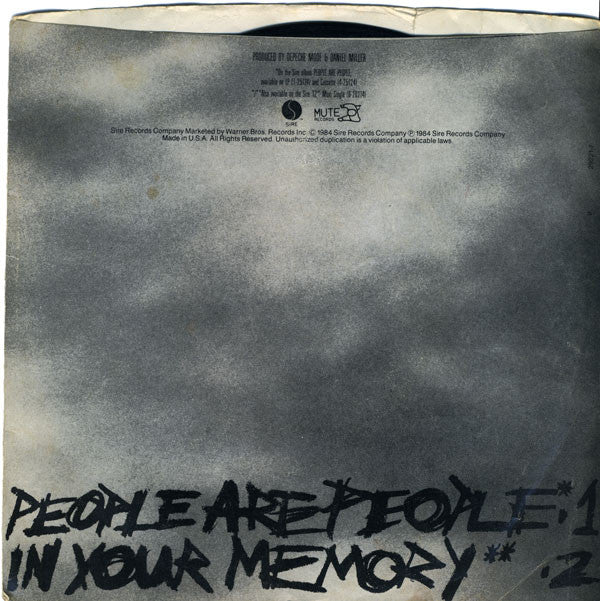 PRODUCED BY DEPECHE MODE & DANIEL MILLER
*On the Sire album PEOPLE ARE PEOPLE,
available on LP (1-25124) and Cassette (4-25124)
"/" Also available on the Sire 12" Maxi Single (0-20214)
SIRE
MUTE
RECORDS
Sire Records Company Marketed by Warner Bros. Records Inc. © 1984 Sire Records Company ℗ 1984 Sire Records Company
Made in U.S.A. All Rights Reserved. Unauthorized duplication is a violation of applicable laws.
PEOPLE ARE PEOPLE*.1
IN YOUR MEMORY** .2